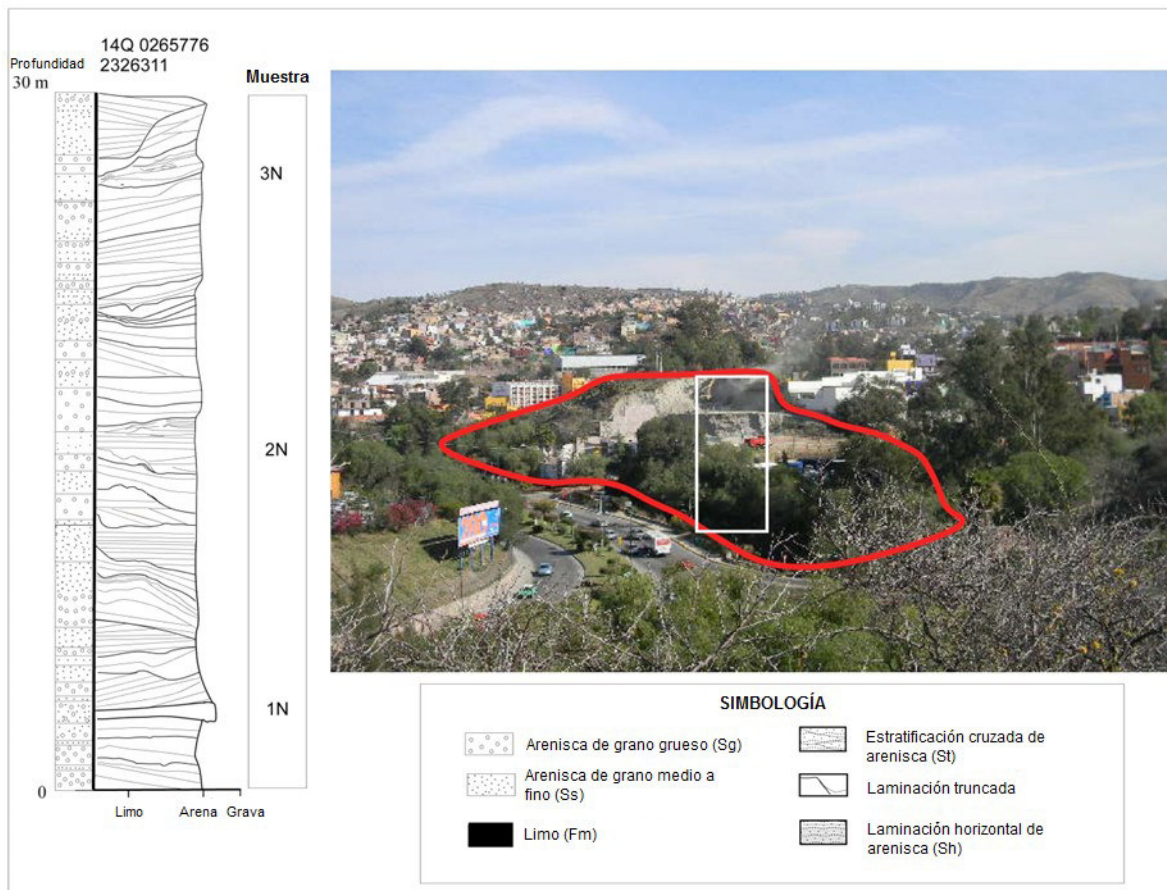 14Q 0265776
2326311
Profundidad
30 m
Muestra
3N
2N
1N
0
Limo
Arena
Grava
SIMBOLOGÍA
Arenisca de grano grueso (Sg)
Arenisca de grano medio a
fino (Ss)
Limo (Fm)
Estratificación cruzada de
arenisca (St)
Laminación truncada
Laminación horizontal de
arenisca (Sh)